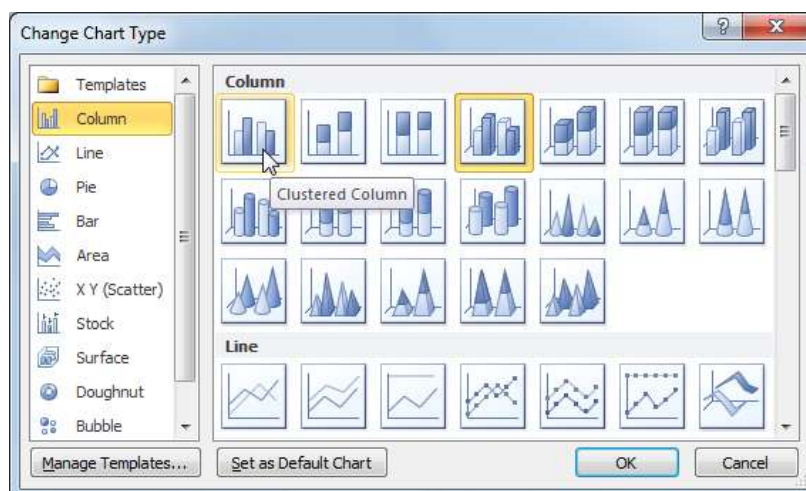 Change Chart Type
Templates
Column
Line
Pie
Bar
Area
X Y (Scatter)
Stock
Surface
Doughnut
Bubble
Column
Clustered Column
Line
Manage Templates...
Set as Default Chart
OK
Cancel